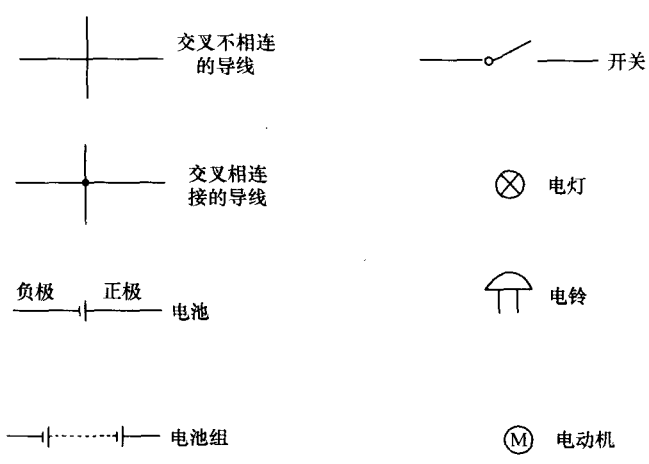 交叉不相连
的导线
开关
交叉相连
接的导线
电灯
负极 正极
电池
电铃
电池组
M 电动机